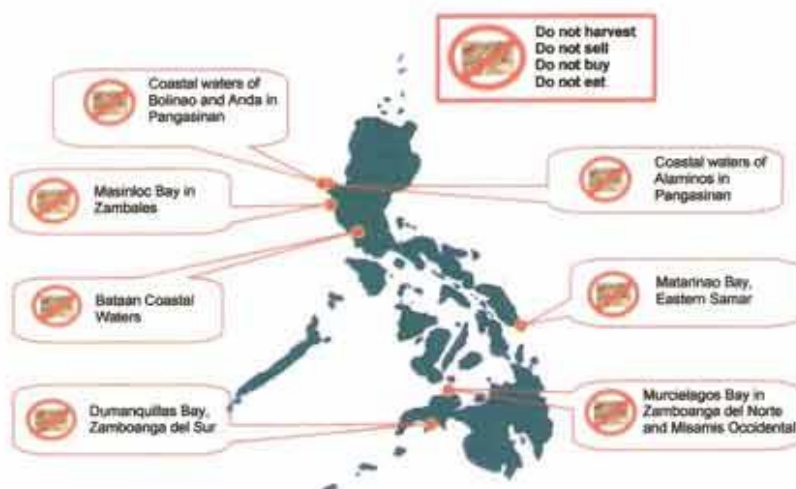 Do not harvest
Do not sell
Do not buy
Do not eat
Coastal waters of
Bolinao and Anda in
Pangasinan
Coastal waters of
Alaminos in
Pangasinan
Masinloc Bay in
Zambales
Bataan Coastal
Waters
Matarinao Bay,
Eastern Samar
Dumanquillas Bay,
Zamboanga del Sur
Murcielagos Bay in
Zamboanga del Norte
and Misamis Occidental